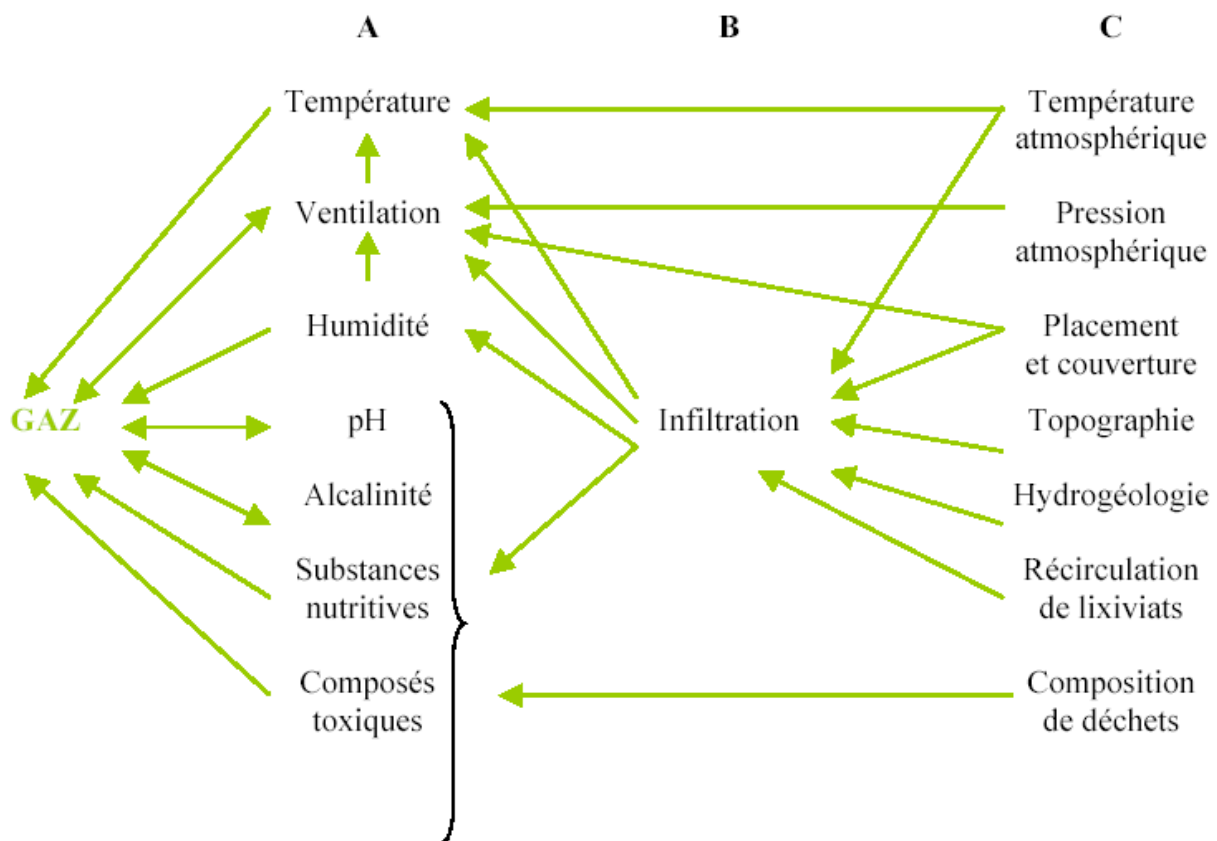 A
B
C
Température
Ventilation
Humidité
GAZ
pH
Alcalinité
Substances
nutritives
Composés
toxiques
Infiltration
Température
atmosphérique
Pression
atmosphérique
Placement
et couverture
Topographie
Hydrogéologie
Récirculation
de lixiviats
Composition
de déchets